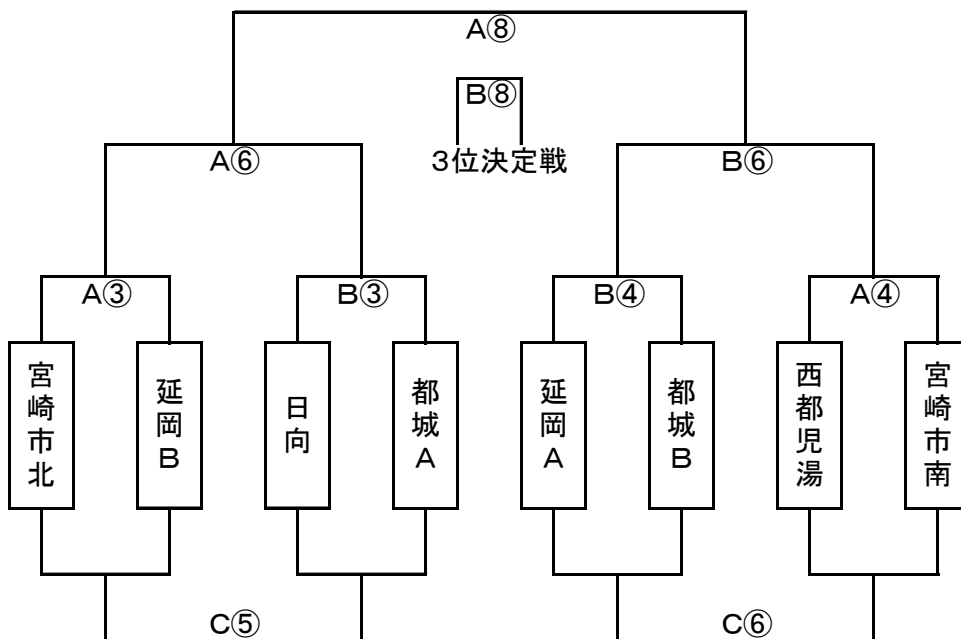 A⑧
B⑧
3位決定戦
A⑥
B⑥
A③
B③
B④
A④
宮崎市北
延岡B
日向
都城A
延岡A
都城B
西都児湯
宮崎市南
C⑤
C⑥